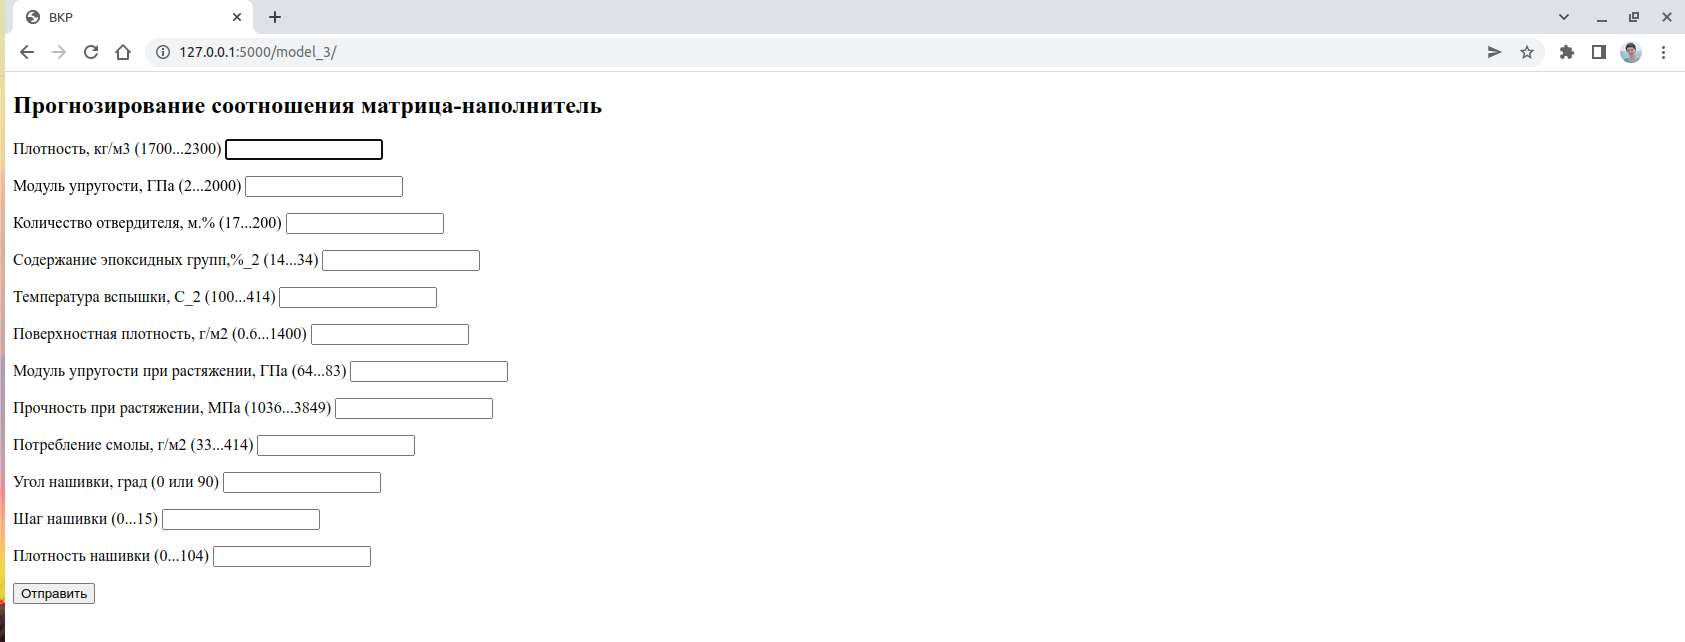 ВКР
127.0.0.1:5000/model_3/
Прогнозирование соотношения матрица-наполнитель
Плотность, кг/м3 (1700...2300)
Модуль упругости, ГПа (2...2000)
Количество отвердителя, м.% (17...200)
Содержание эпоксидных групп,%_2 (14...34)
Температура вспышки, С_2 (100...414)
Поверхностная плотность, г/м2 (0.6...1400)
Модуль упругости при растяжении, ГПа (64...83)
Прочность при растяжении, МПа (1036...3849)
Потребление смолы, г/м2 (33...414)
Угол нашивки, град (0 или 90)
Шаг нашивки (0...15)
Плотность нашивки (0...104)
Отправить